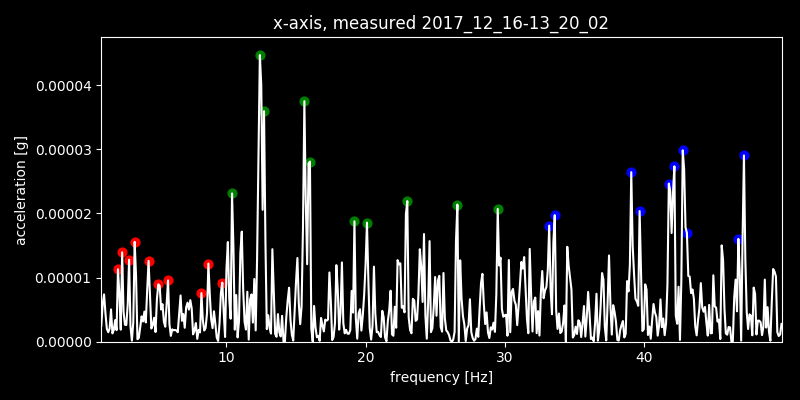 x-axis, measured 2017_12_16-13_20_02
acceleration [g]
0.00004
0.00003
0.00002
0.00001
0.00000
10 20 30 40
frequency [Hz]